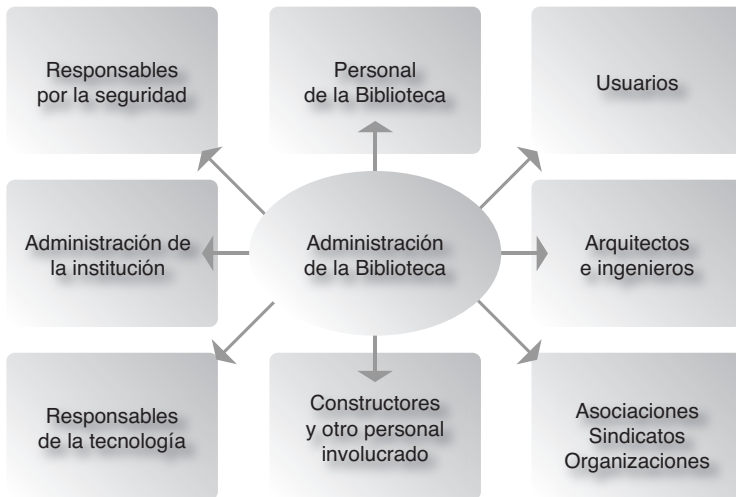 Responsables
por la seguridad
Personal
de la Biblioteca
Usuarios
Administración de
la institución
Administración
de la Biblioteca
Arquitectos
e ingenieros
Responsables
de la tecnología
Constructores
y otro personal
involucrado
Asociaciones
Sindicatos
Organizaciones